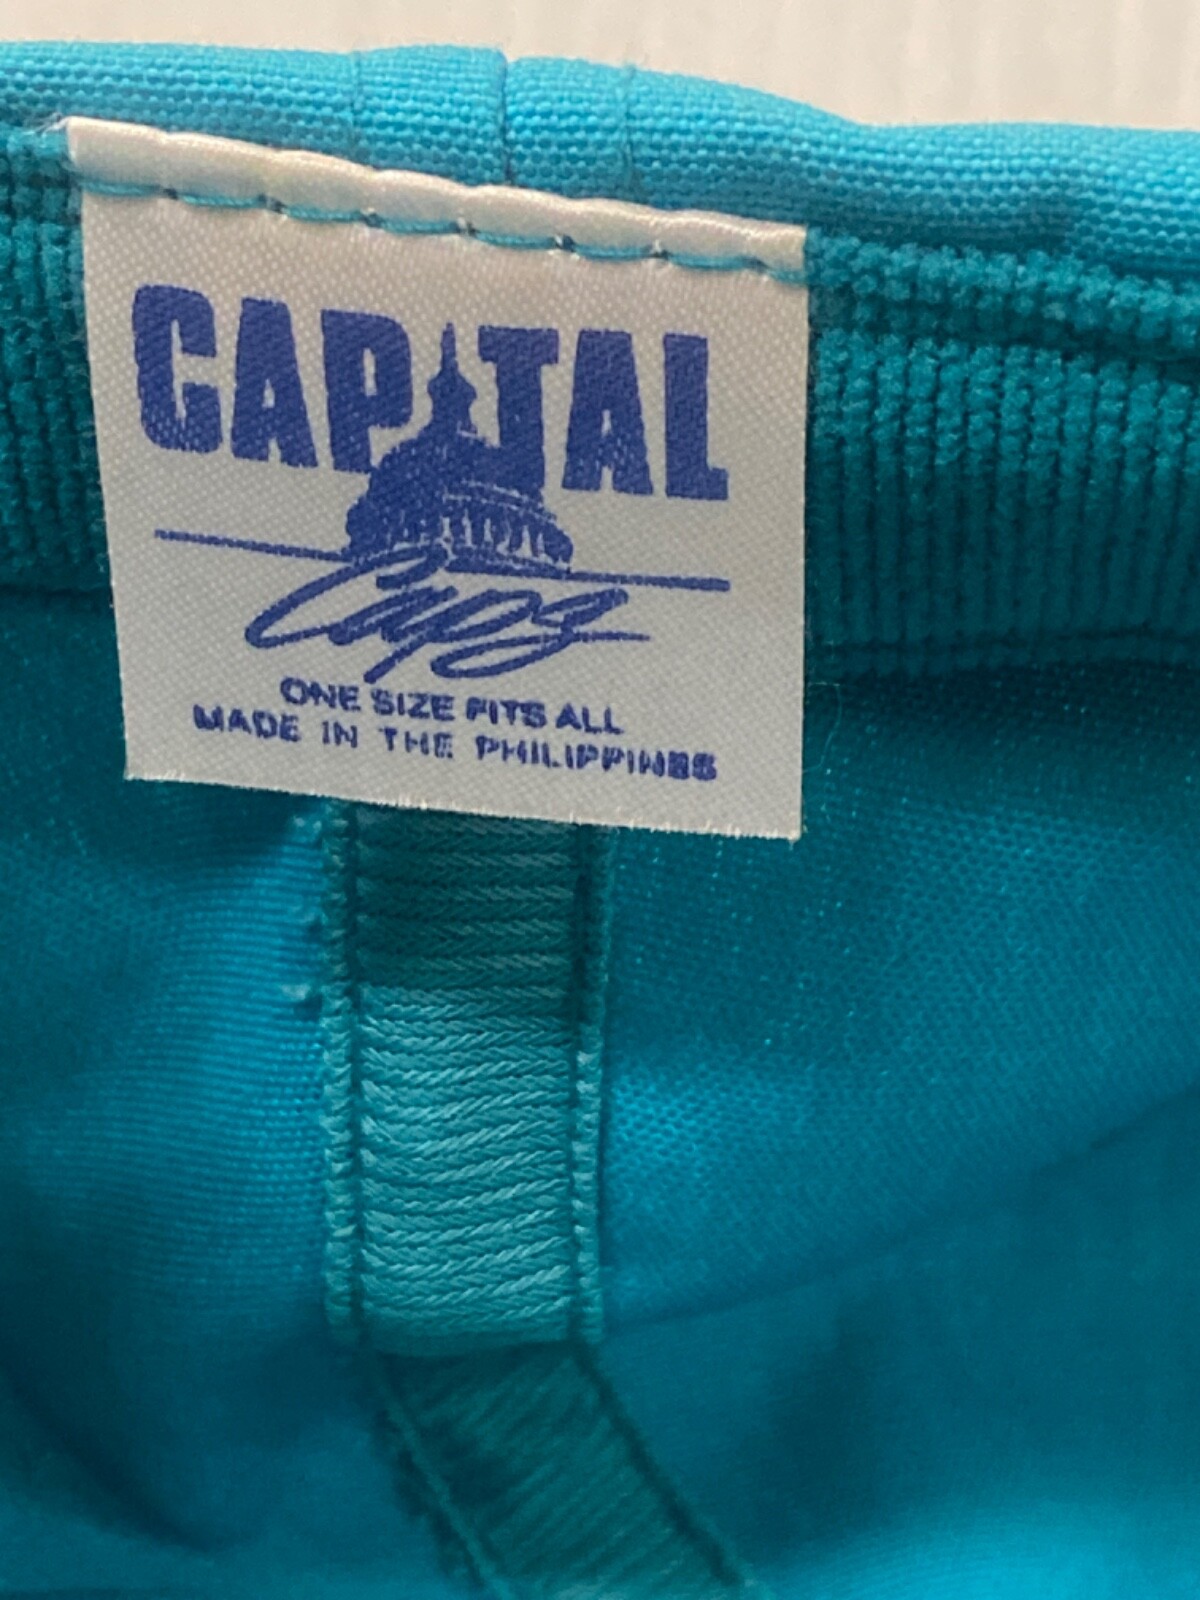 CAPITAL
Caps
ONE SIZE FITS ALL
MADE IN THE PHILIPPINES